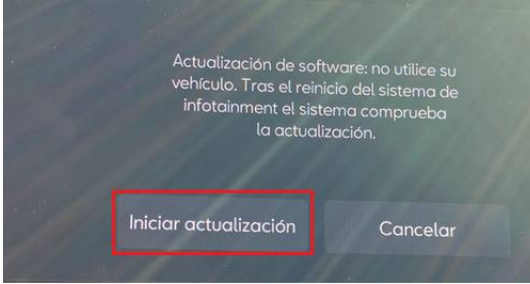 Actualización de software: no utilice su
vehículo. Tras el reinicio del sistema de
infotainment el sistema comprueba
la actualización.
Iniciar actualización
Cancelar